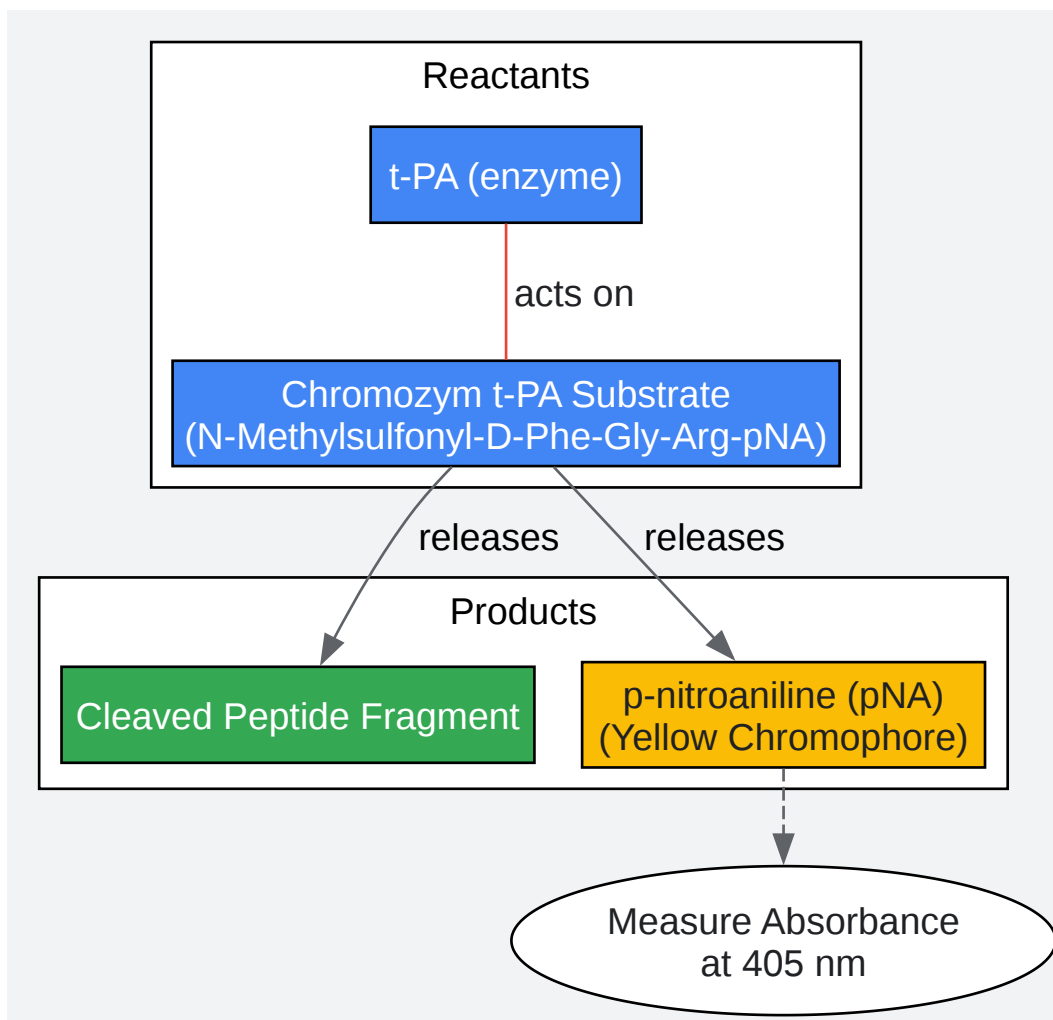 Reactants
t-PA (enzyme)
acts on
Chromozym t-PA Substrate
(N-Methylsulfonyl-D-Phe-Gly-Arg-pNA)
releases
releases
Products
Cleaved Peptide Fragment
p-nitroaniline (pNA)
(Yellow Chromophore)
Measure Absorbance
at 405 nm